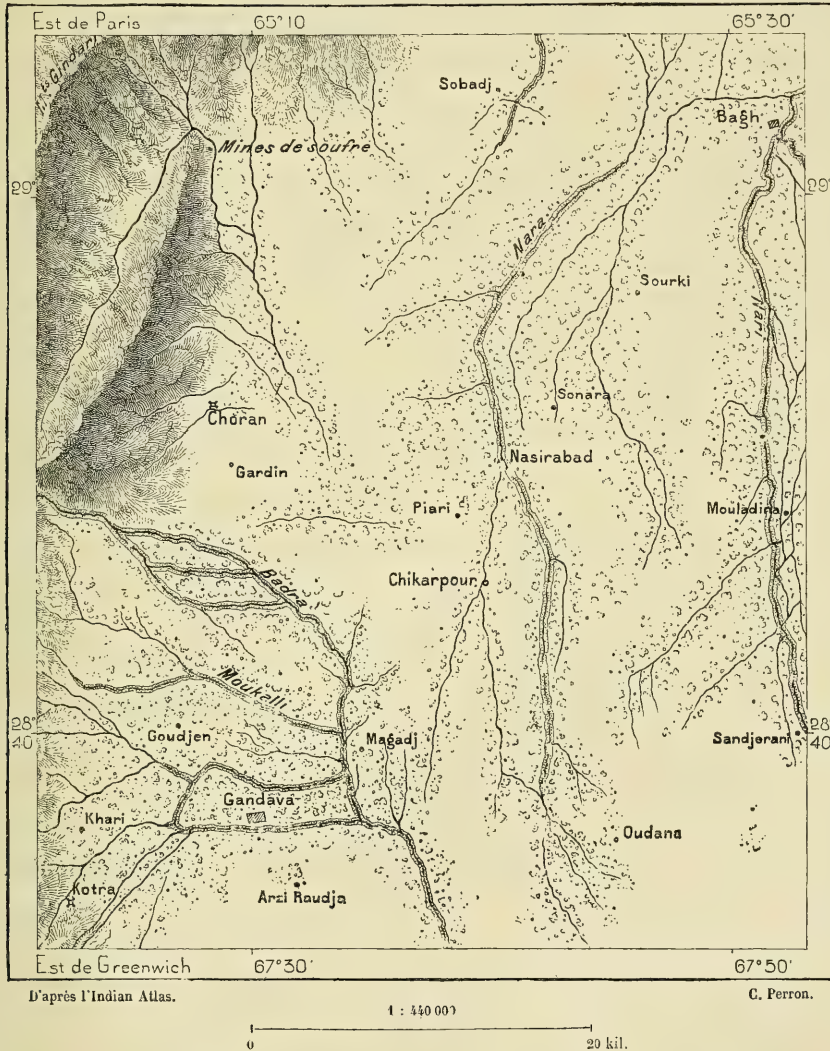 Est de Paris 65°10 65°30'
Mts Gindari
Sobadj
Bagh
Mines de soufre
29° 29°
Nara
Sourki
Nari
Choran
Sonara
Gardin
Nasirabad
Piari
Mouladina
Chikarpour
Badra
Moukalli
Goudjen
Magadj
28° 40' 28° 40'
Sandjerani
Gandava
Khari
Oudana
Kotra
Arzi Raudja
Est de Greenwich 67°30' 67°50'
D'après l'Indian Atlas. C. Perron.
1 : 440 000
0 20 kil.